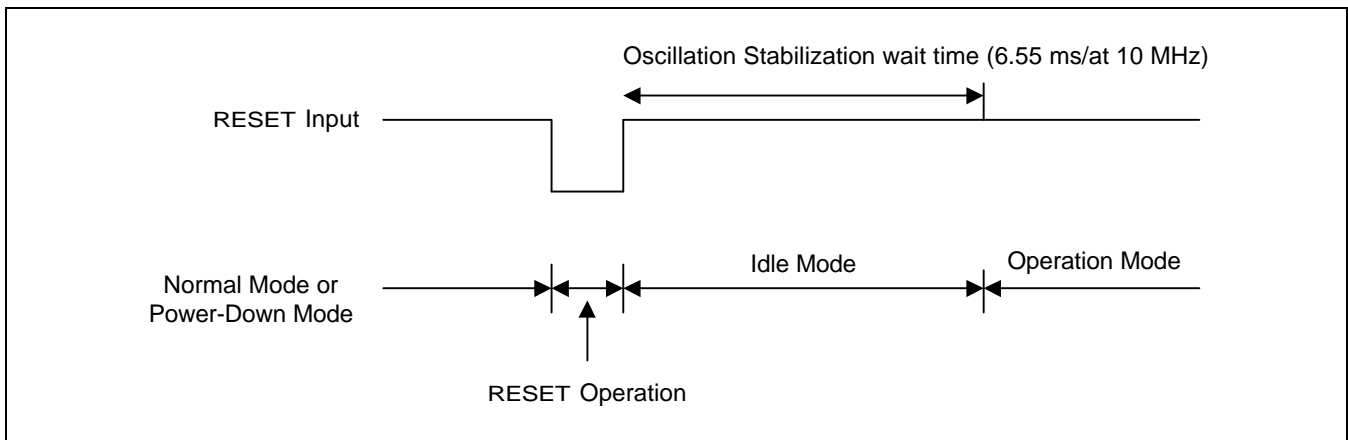 Oscillation Stabilization wait time (6.55 ms/at 10 MHz)
RESET Input
Idle Mode
Operation Mode
Normal Mode or
Power-Down Mode
RESET Operation